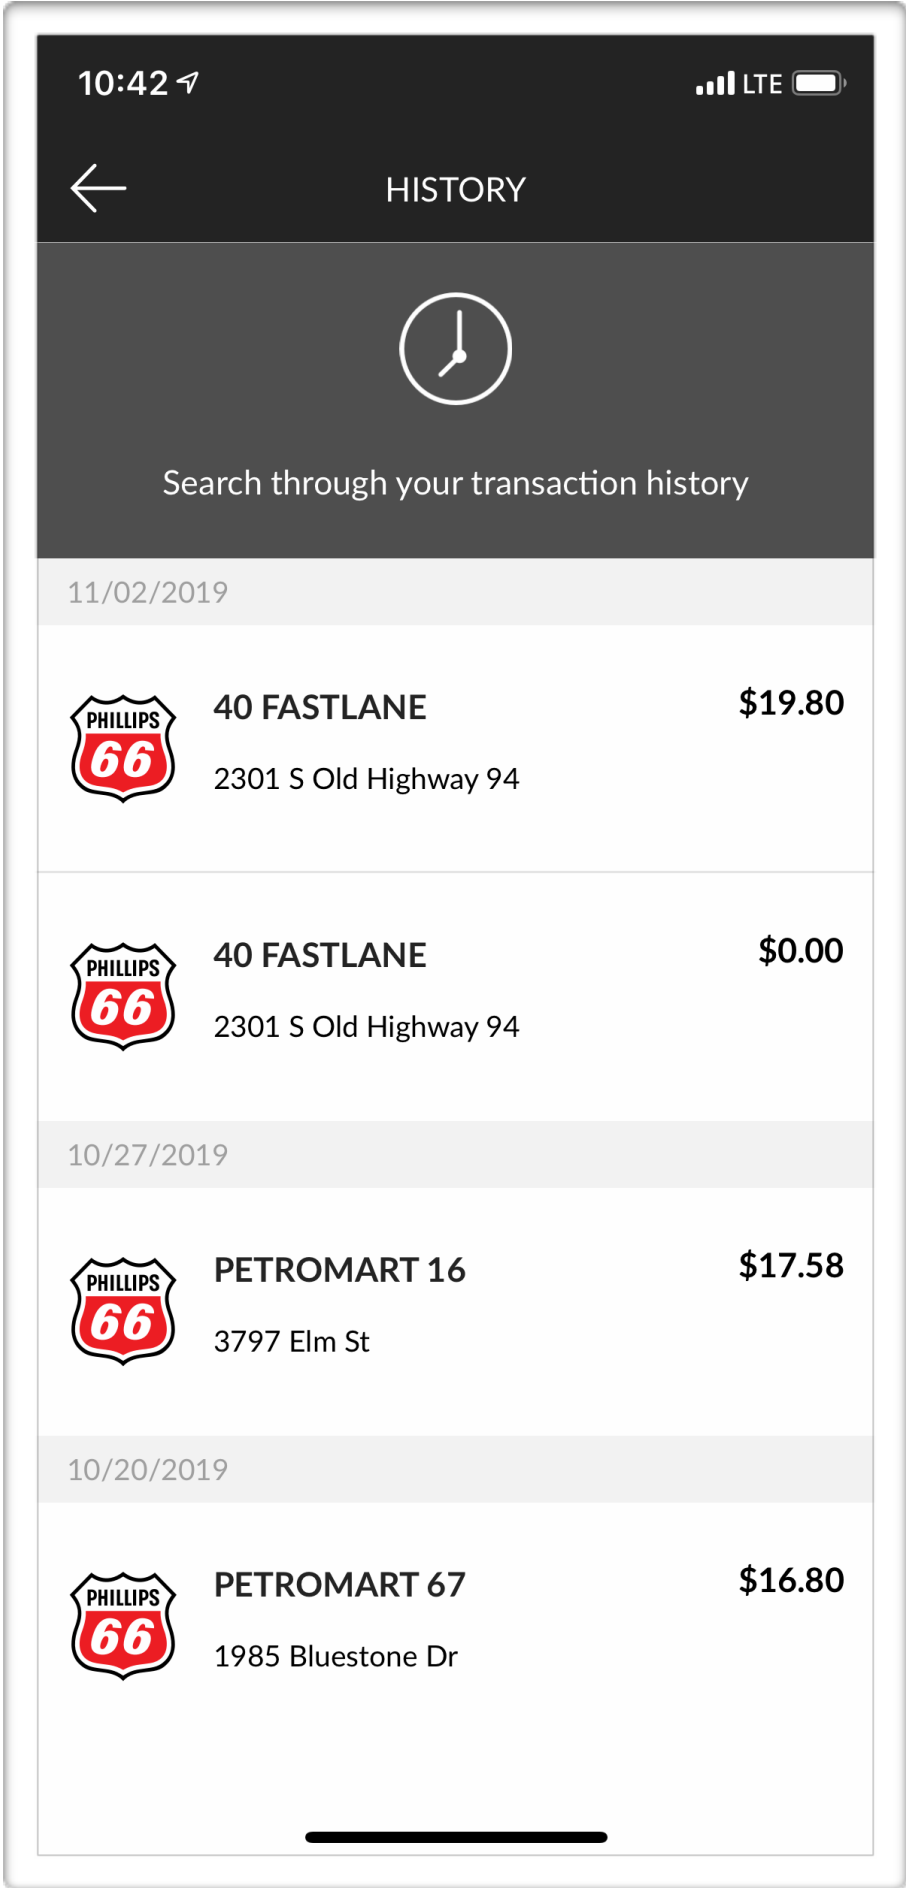 10:42 LTE
HISTORY
Search through your transaction history
11/02/2019
PHILLIPS 66
40 FASTLANE $19.80
2301 S Old Highway 94
PHILLIPS 66
40 FASTLANE $0.00
2301 S Old Highway 94
10/27/2019
PHILLIPS 66
PETROMART 16 $17.58
3797 Elm St
10/20/2019
PHILLIPS 66
PETROMART 67 $16.80
1985 Bluestone Dr